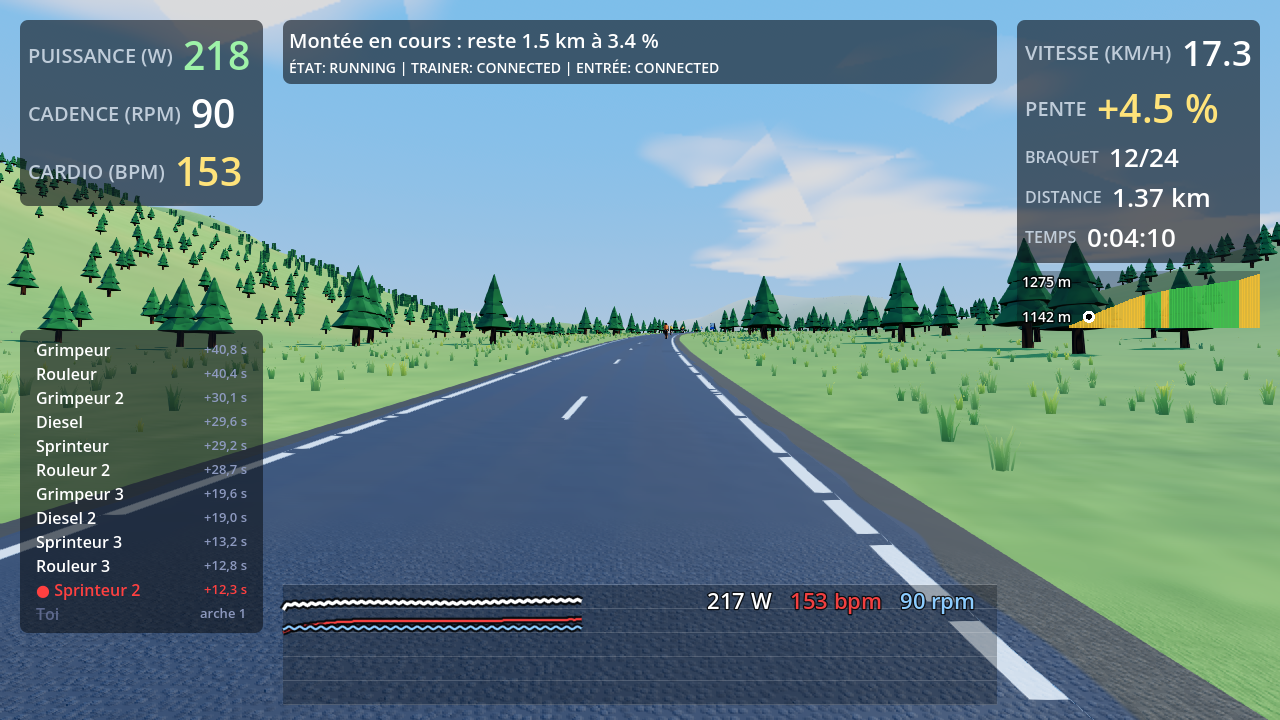 PUISSANCE (W) 218
CADENCE (RPM) 90
CARDIO (BPM) 153
Montée en cours : reste 1.5 km à 3.4 %
ÉTAT: RUNNING | TRAINER: CONNECTED | ENTRÉE: CONNECTED
VITESSE (KM/H) 17.3
PENTE +4.5 %
BRAQUET 12/24
DISTANCE 1.37 km
TEMPS 0:04:10
1275 m
1142 m
Grimpeur +40,8 s
Rouleur +40,4 s
Grimpeur 2 +30,1 s
Diesel +29,6 s
Sprinteur +29,2 s
Rouleur 2 +28,7 s
Grimpeur 3 +19,6 s
Diesel 2 +19,0 s
Sprinteur 3 +13,2 s
Rouleur 3 +12,8 s
Sprinteur 2 +12,3 s
Toi arche 1
217 W 153 bpm 90 rpm